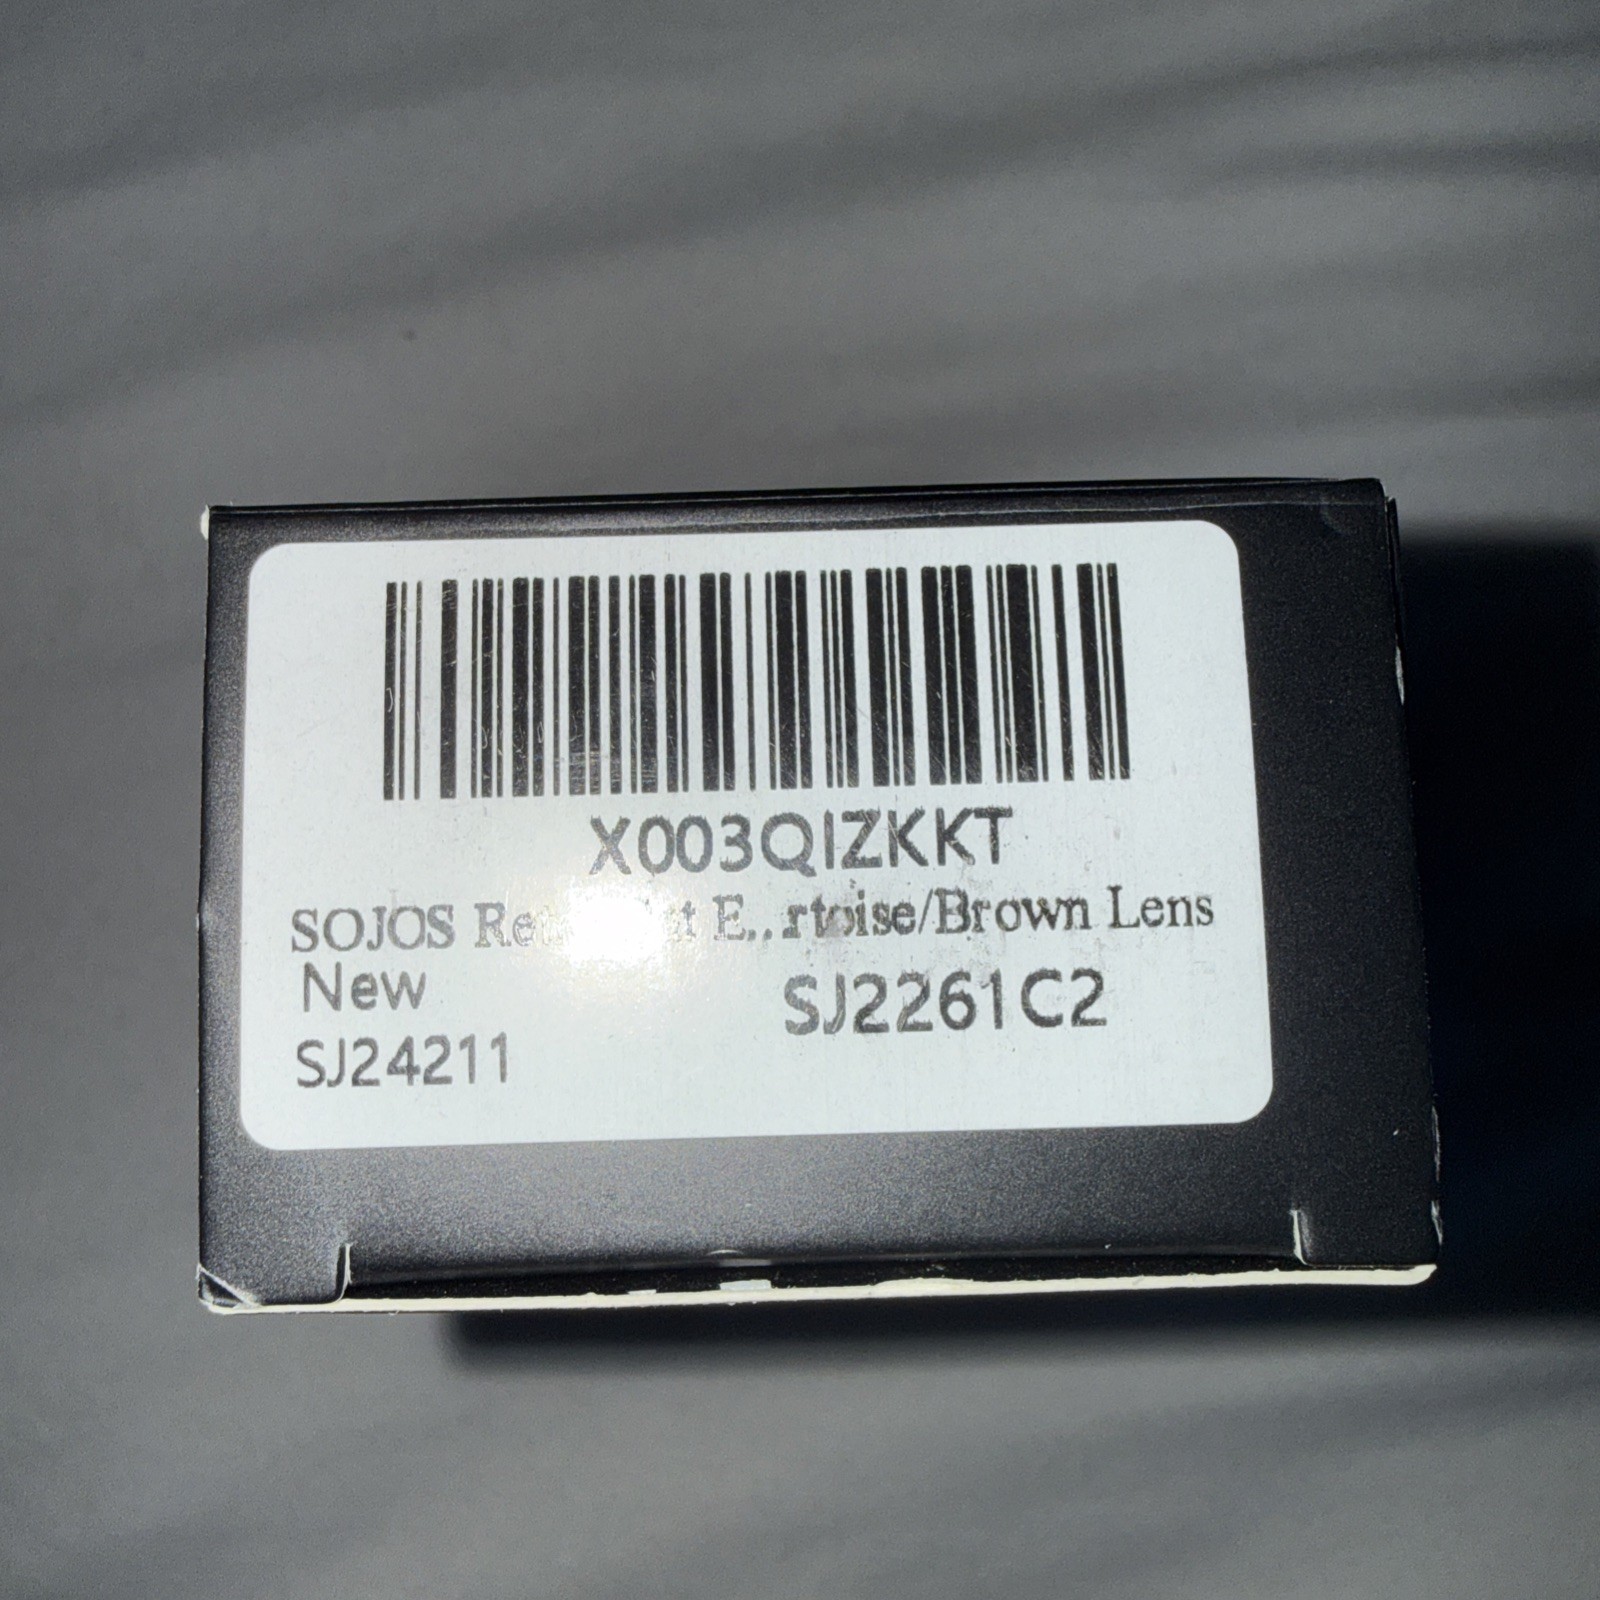 X003QIZKKT
SOJOS E...rtoise/Brown Lens
New
SJ2261C2
SJ24211